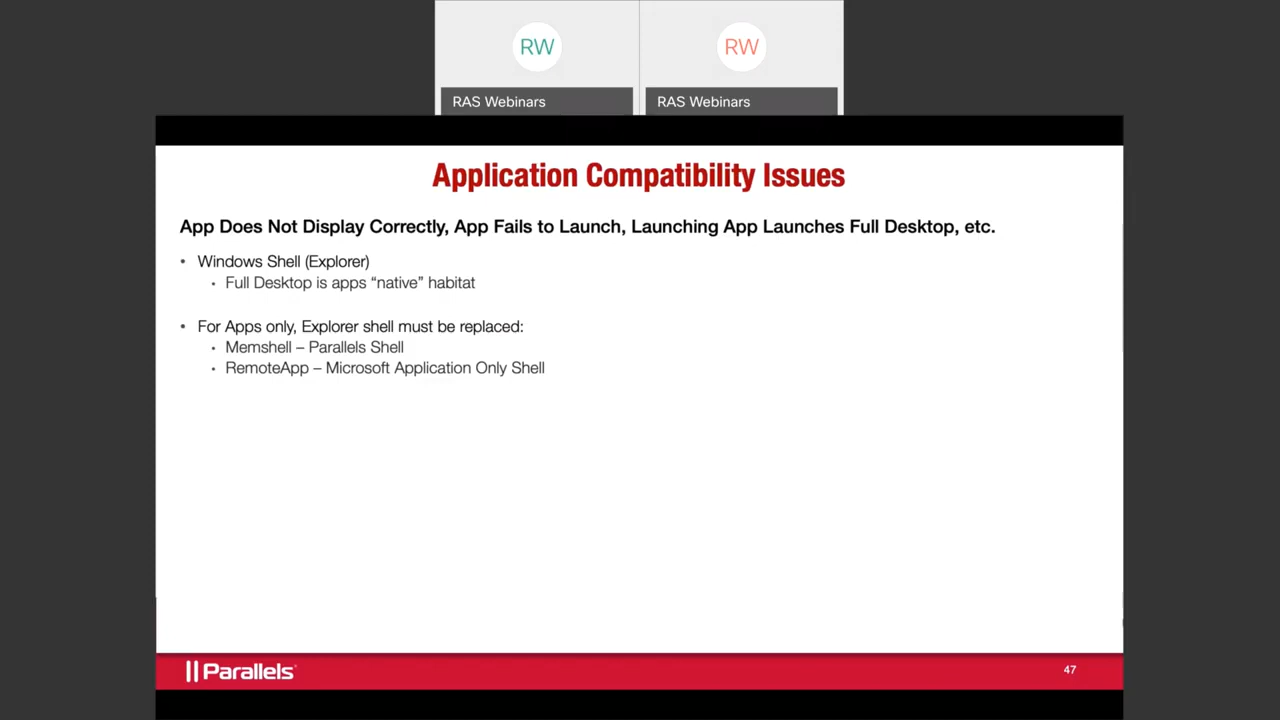 RW
RW
RAS Webinars
RAS Webinars
Application Compatibility Issues
App Does Not Display Correctly, App Fails to Launch, Launching App Launches Full Desktop, etc.
• Windows Shell (Explorer)
• Full Desktop is apps “native” habitat
• For Apps only, Explorer shell must be replaced:
• Memshell – Parallels Shell
• RemoteApp – Microsoft Application Only Shell
Parallels
47